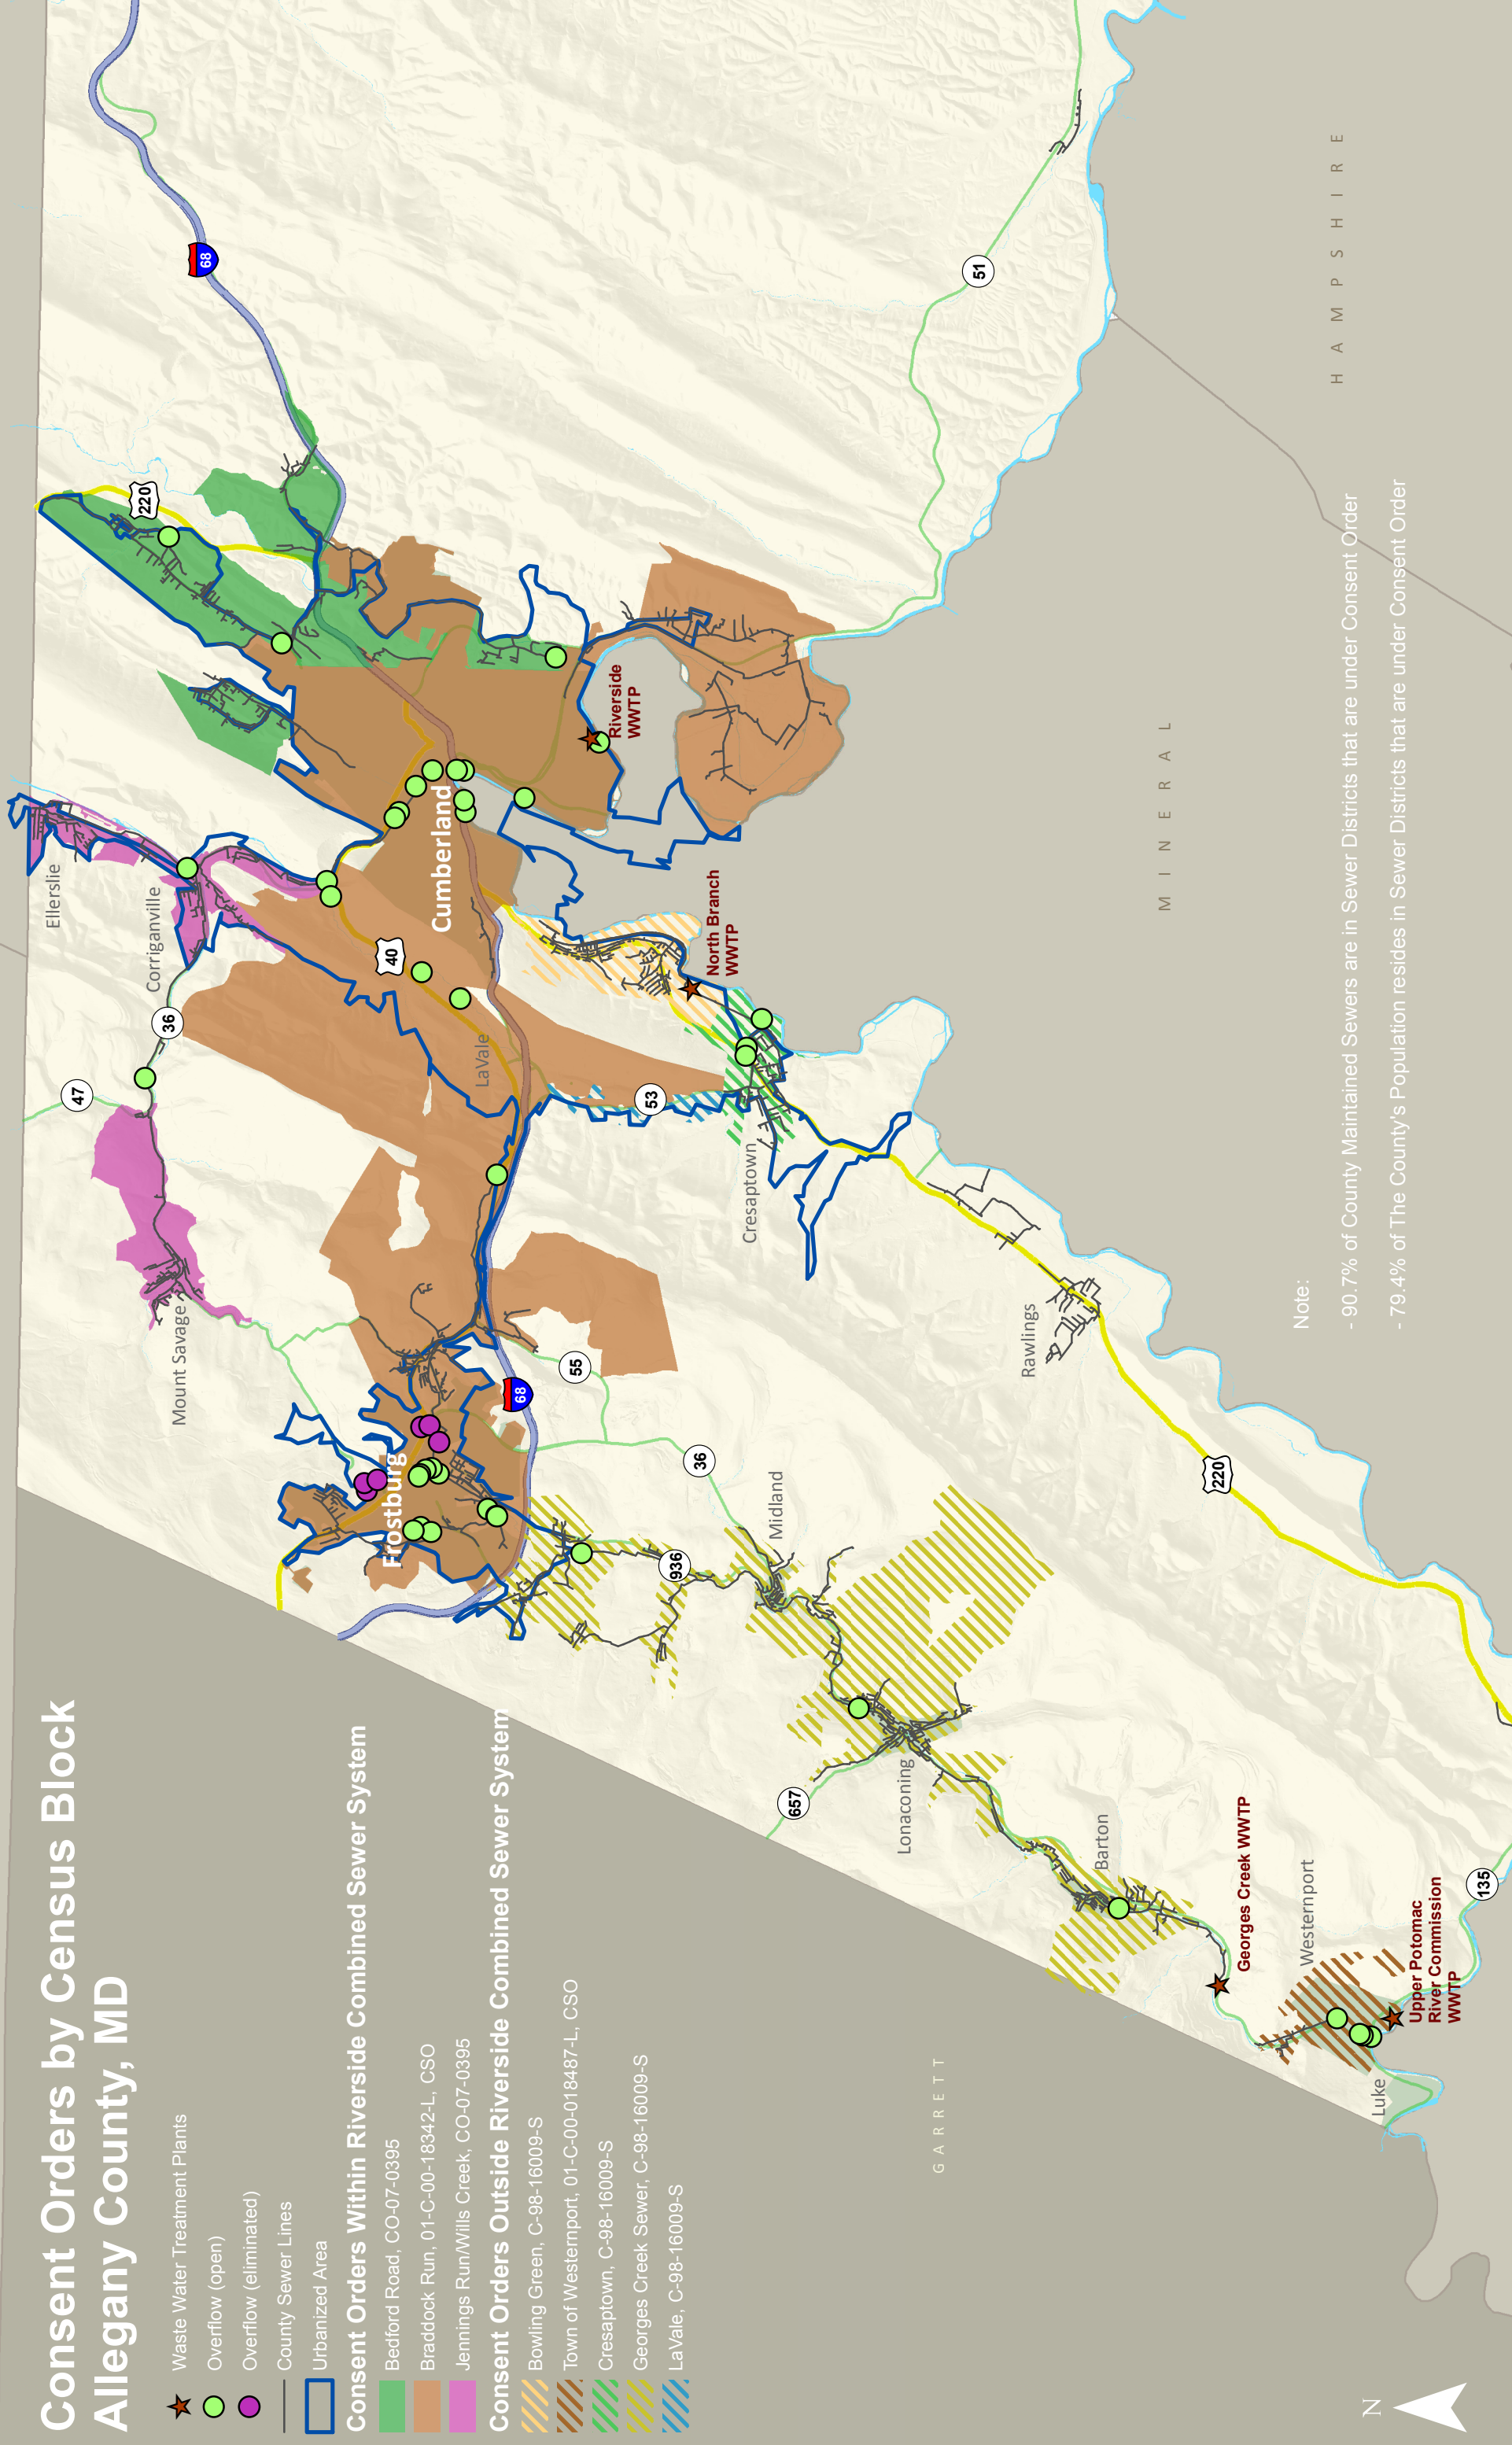 Consent Orders by Census Block
Allegany County, MD
Waste Water Treatment Plants
Overflow (open)
Overflow (eliminated)
County Sewer Lines
Urbanized Area
Consent Orders Within Riverside Combined Sewer System
Bedford Road, CO-07-0395
Braddock Run, 01-C-00-18342-L, CSO
Jennings Run/Wills Creek, CO-07-0395
Consent Orders Outside Riverside Combined Sewer System
Bowling Green, C-98-16009-S
Town of Westernport, 01-C-00-018487-L, CSO
Cresaptown, C-98-16009-S
Georges Creek Sewer, C-98-16009-S
LaVale, C-98-16009-S
68
220
Ellerslie
Corriganville
36
47
Mount Savage
40
Cumberland
LaVale
Frostburg
68
55
53
Riverside
WWTP
North Branch
WWTP
Cresaptown
51
36
936
Midland
657
Lonaconing
Rawlings
220
Barton
Georges Creek WWTP
Westernport
Upper Potomac
River Commission
WWTP
Luke
135
GARRETT
MINERAL
HAMPSHIRE
Note:
- 90.7% of County Maintained Sewers are in Sewer Districts that are under Consent Order
- 79.4% of The County's Population resides in Sewer Districts that are under Consent Order
N